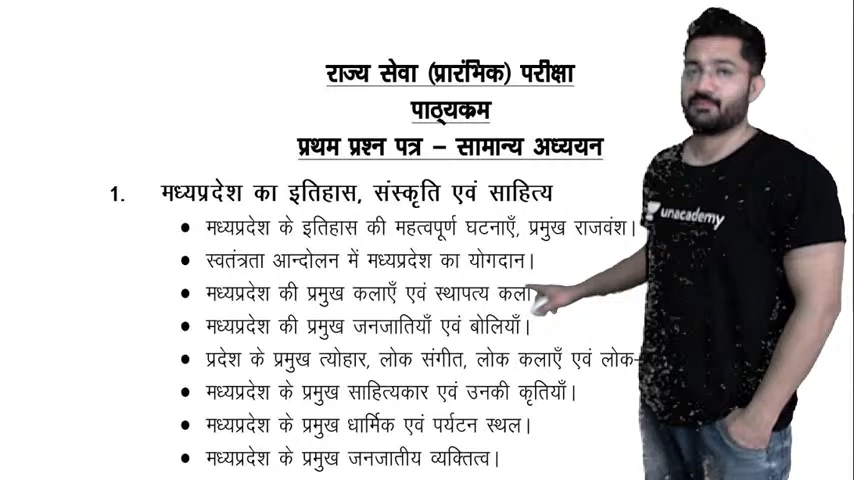 राज्य सेवा (प्रारंभिक) परीक्षा
पाठ्यक्रम
प्रथम प्रश्न पत्र – सामान्य अध्ययन
1. मध्यप्रदेश का इतिहास, संस्कृति एवं साहित्य
• मध्यप्रदेश के इतिहास की महत्वपूर्ण घटनाएँ, प्रमुख राजवंश।
• स्वतंत्रता आन्दोलन में मध्यप्रदेश का योगदान।
• मध्यप्रदेश की प्रमुख कलाएँ एवं स्थापत्य कला
• मध्यप्रदेश की प्रमुख जनजातियाँ एवं बोलियाँ।
• प्रदेश के प्रमुख त्योहार, लोक संगीत, लोक कलाएँ एवं लोक-
• मध्यप्रदेश के प्रमुख साहित्यकार एवं उनकी कृतियाँ।
• मध्यप्रदेश के प्रमुख धार्मिक एवं पर्यटन स्थल।
• मध्यप्रदेश के प्रमुख जनजातीय व्यक्तित्व।
unacademy